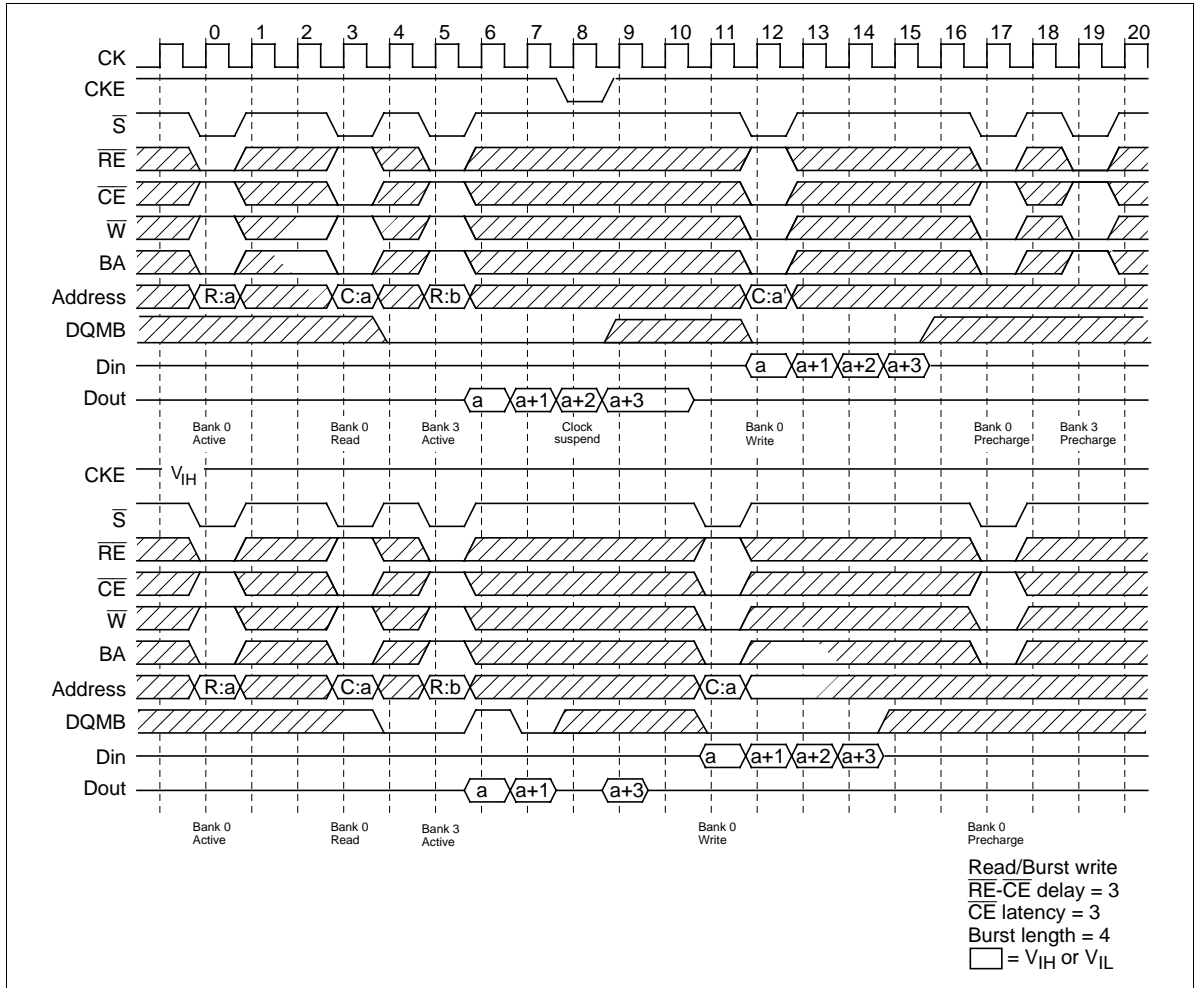 0 1 2 3 4 5 6 7 8 9 10 11 12 13 14 15 16 17 18 19 20
CK
CKE
S
RE
CE
W
BA
Address R:a C:a R:b C:a'
DQMB
Din a a+1 a+2 a+3
Dout a a+1 a+2 a+3
Bank 0 Bank 0 Bank 3 Clock Bank 0 Bank 0 Bank 3
Active Read Active suspend Write Precharge Precharge
CKE VIH
S
RE
CE
W
BA
Address R:a C:a R:b C:a
DQMB
Din a a+1 a+2 a+3
Dout a a+1 a+3
Bank 0 Bank 0 Bank 3 Bank 0 Bank 0
Active Read Active Write Precharge
Read/Burst write
RE-CE delay = 3
CE latency = 3
Burst length = 4
= VIH or VIL